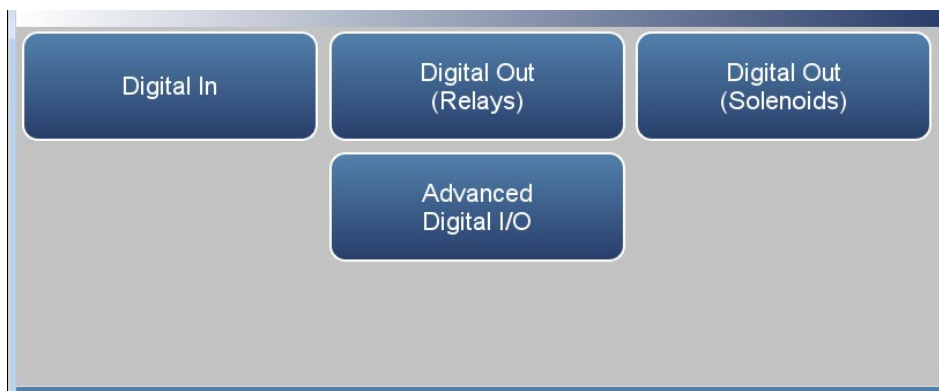 Digital In
Digital Out
(Relays)
Digital Out
(Solenoids)
Advanced
Digital I/O